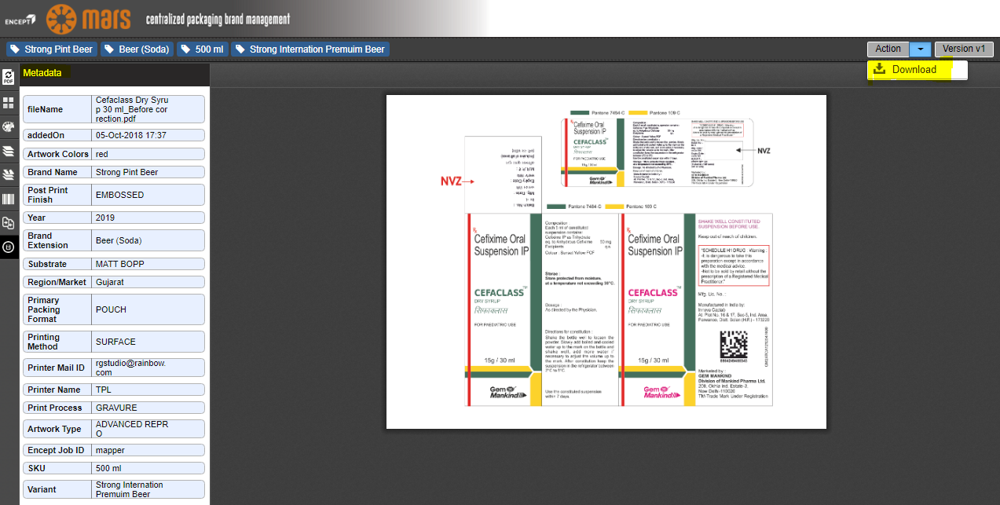 ENCEPT
mars
centralized packaging brand management
Strong Pint Beer
Beer (Soda)
500 ml
Strong Internation Premuim Beer
Action
Version v1
Download
PDF
Metadata
fileName
Cefaclass Dry Syru
p 30 ml_Before cor
rection.pdf
addedOn
05-Oct-2018 17:37
Artwork Colors
red
Brand Name
Strong Pint Beer
Post Print
Finish
EMBOSSED
Year
2019
Brand
Extension
Beer (Soda)
Substrate
MATT BOPP
Region/Market
Gujarat
Primary
Packing
Format
POUCH
Printing
Method
SURFACE
Printer Mail ID
rgstudio@rainbow.
com
Printer Name
TPL
Print Process
GRAVURE
Artwork Type
ADVANCED REPR
O
Encept Job ID
mapper
SKU
500 ml
Variant
Strong Internation
Premuim Beer
Pantone 7484-C
Pantone 109 C
Cefixime Oral
Suspension IP
CEFACLASS™
DRY SYRUP
सिफाक्लास
FOR PAEDIATRIC USE
15g / 30 ml
Gem
Mankind
NVZ
NVZ
Pantone 7484-C
Pantone 109 C
Cefixime Oral
Suspension IP
CEFACLASS™
DRY SYRUP
सिफाक्लास
FOR PAEDIATRIC USE
15g / 30 ml
Gem
Mankind
Composition :
Each 5 ml of constituted
suspension contains:
Cefixime IP as Trihydrate
eq. to Anhydrous Cefixime 50 mg
Excipients q.s.
Colour : Sunset Yellow FCF
Storage :
Store protected from moisture,
at a temperature not exceeding 30°C.
Dosage :
As directed by the Physician.
Directions for constitution :
Shake the bottle well to loosen the
powder. Slowly add boiled and cooled
water up to the mark on the bottle and
shake well, add more water if
necessary to adjust the volume up to
the mark. After constitution keep the
suspension in the refrigerator between
2°C to 8°C.
Use the constituted suspension
within 7 days.
Cefixime Oral
Suspension IP
CEFACLASS™
DRY SYRUP
सिफाक्लास
FOR PAEDIATRIC USE
15g / 30 ml
Gem
Mankind
SHAKE WELL CONSTITUTED
SUSPENSION BEFORE USE.
Keep out of reach of children.
"SCHEDULE H1 DRUG - Warning :
-It is dangerous to take this
preparation except in accordance
with the medical advice.
-Not to be sold by retail without the
prescription of a Registered Medical
Practitioner."
Mfg. Lic. No. :
Manufactured in India by:
Innova Captab
At: Plot No. 16 & 17, Sec-5, Ind. Area,
Parwanoo, Distt. Solan (H.P.) - 173220
Marketed by :
GEM MANKIND
Division of Mankind Pharma Ltd.
208, Okhla Ind. Estate-3,
New Delhi-110020
TM-Trade Mark Under Registration